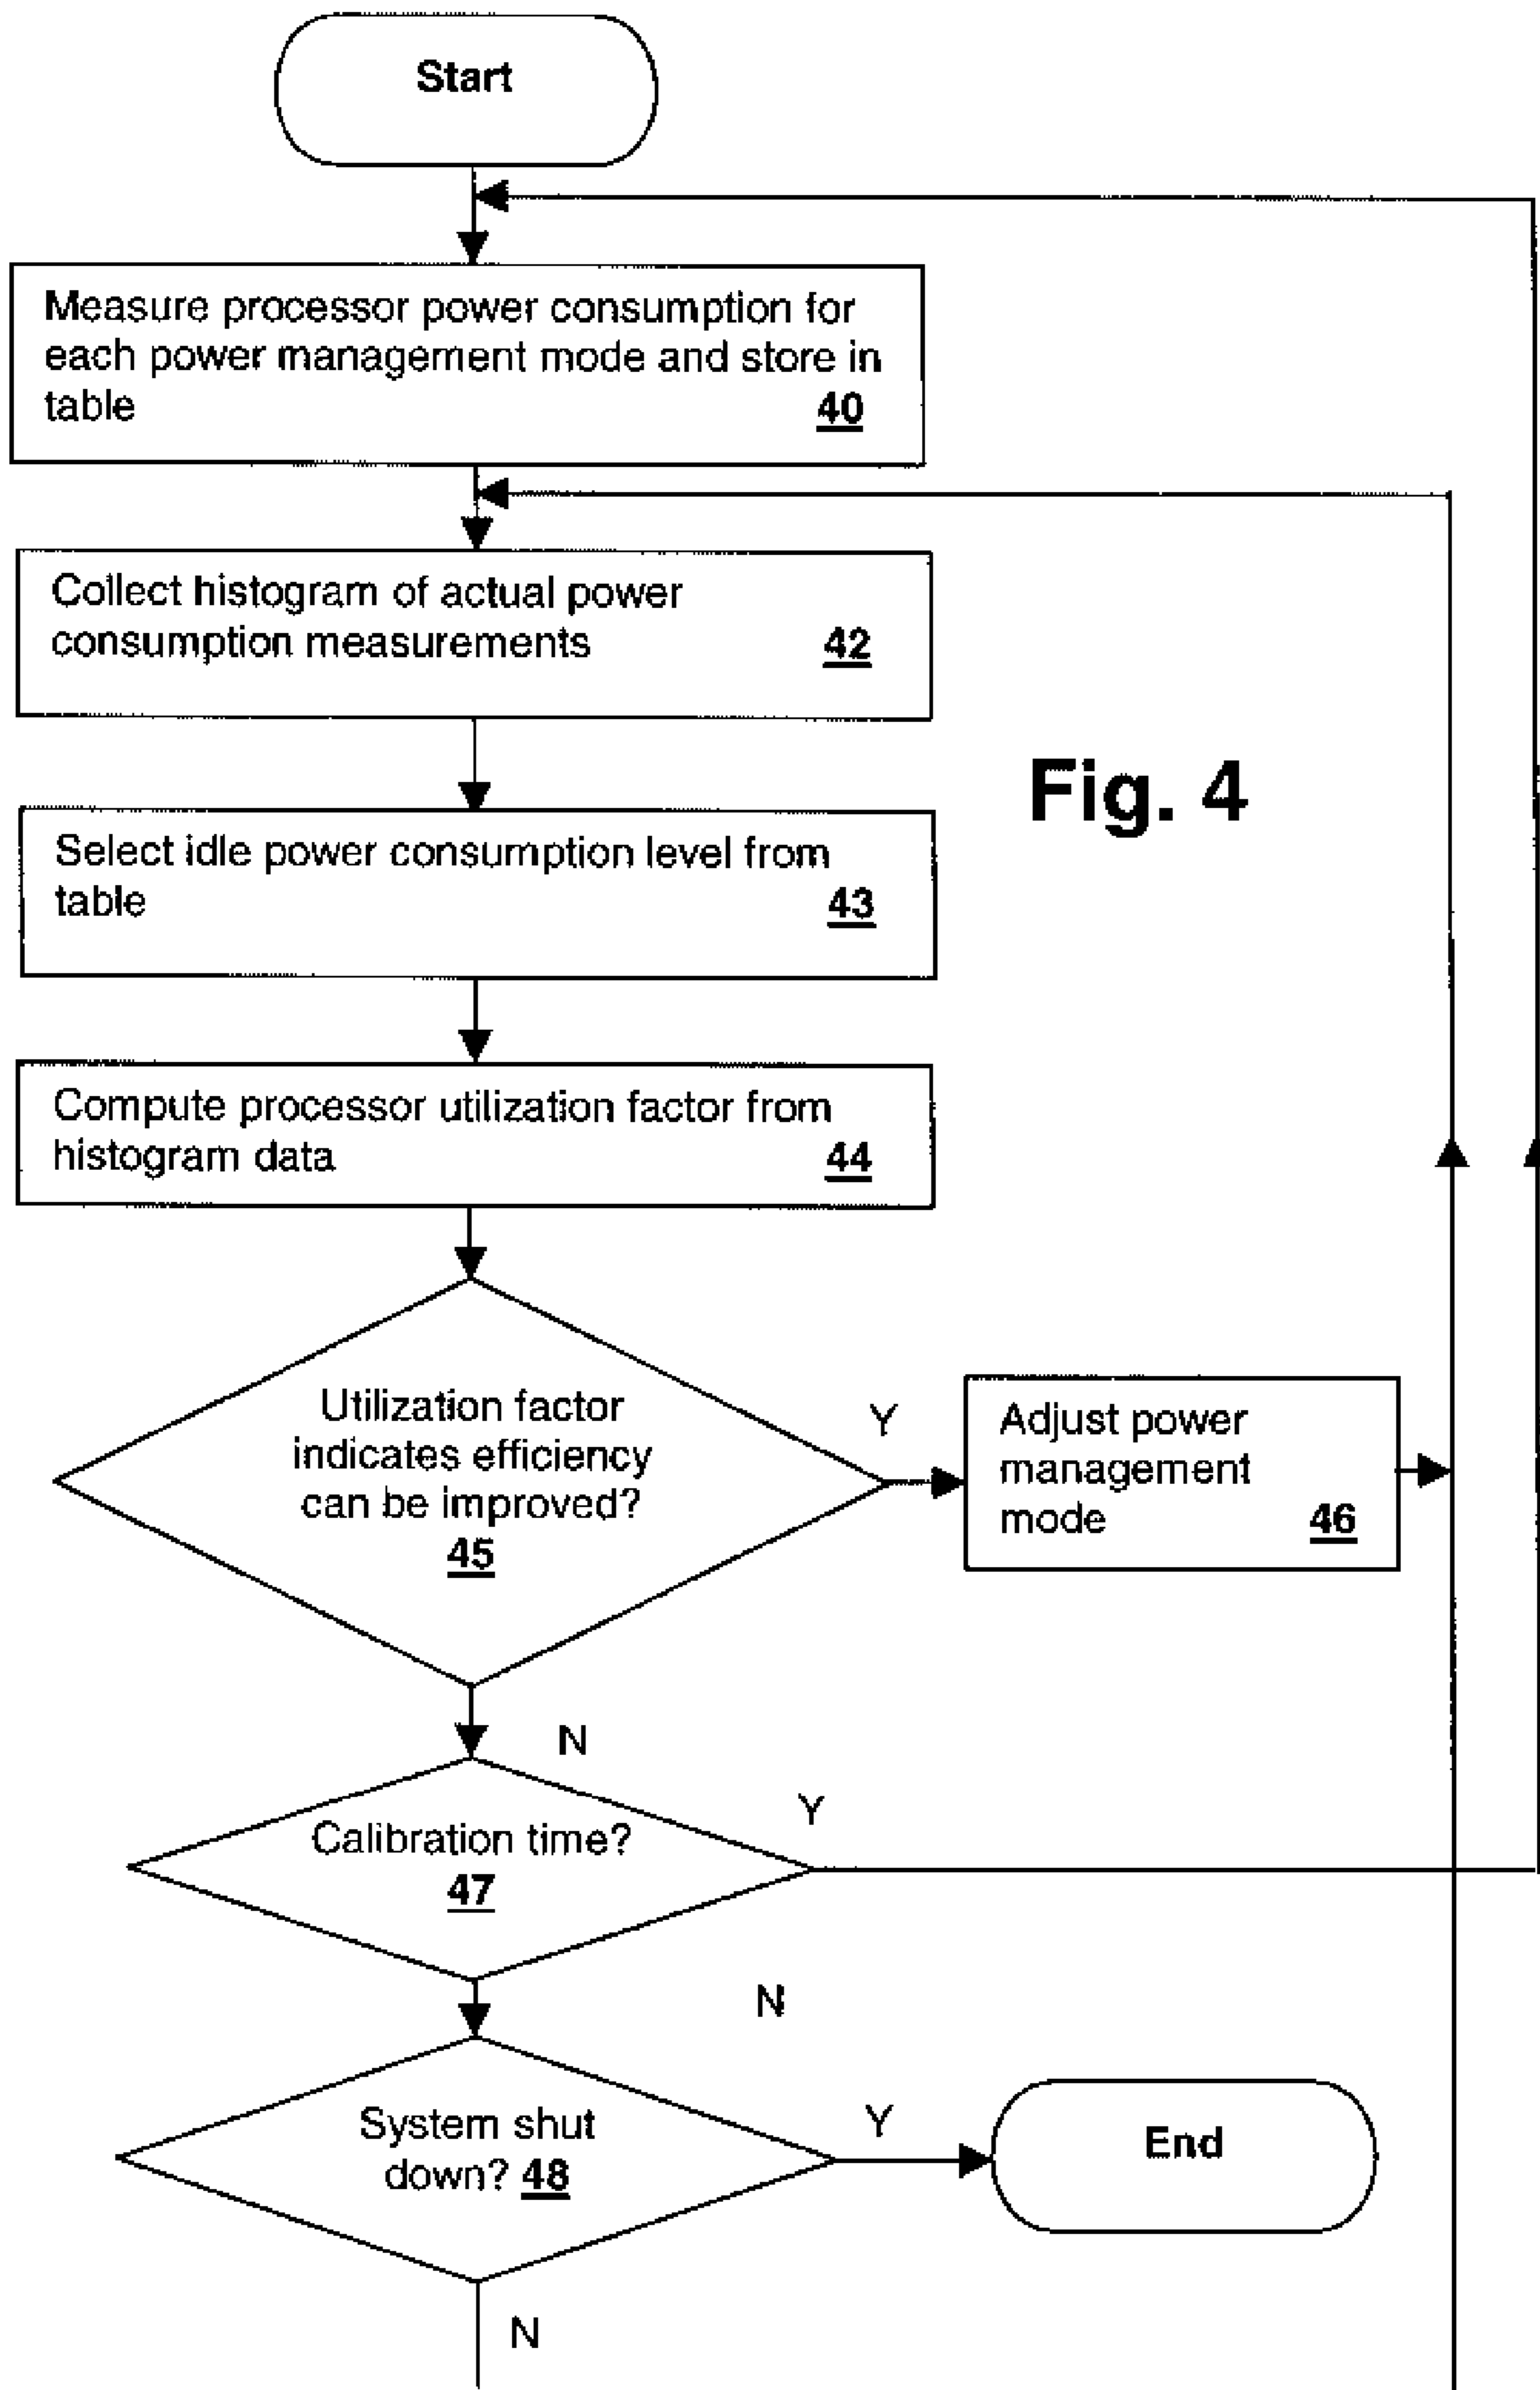 Start
Measure processor power consumption for
each power management mode and store in
table 40
Collect histogram of actual power
consumption measurements 42
Fig. 4
Select idle power consumption level from
table 43
Compute processor utilization factor from
histogram data 44
Utilization factor
indicates efficiency
can be improved?
45
Y
Adjust power
management
mode 46
N
Calibration time?
47
Y
N
System shut
down? 48
Y
End
N